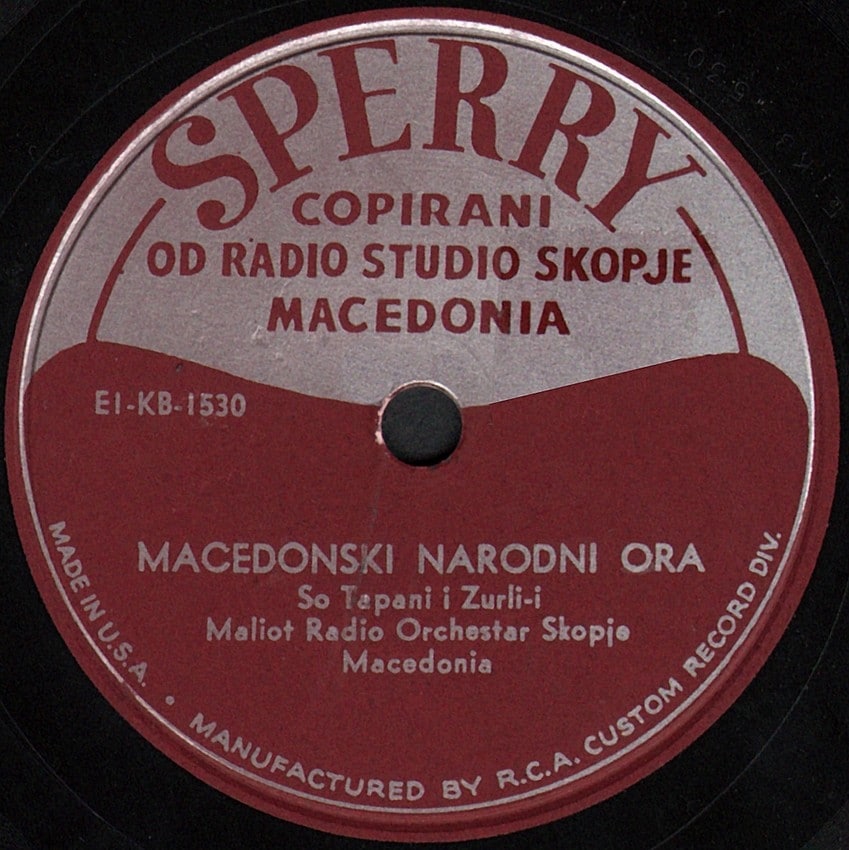 SPERRY
COPIRANI
OD RADIO STUDIO SKOPJE
MACEDONIA
E1-KB-1530
MACEDONSKI NARODNI ORA
So Tapani i Zurli-i
Maliot Radio Orchestar Skopje
Macedonia
MADE IN U.S.A. • MANUFACTURED BY R.C.A. CUSTOM RECORD DIV.